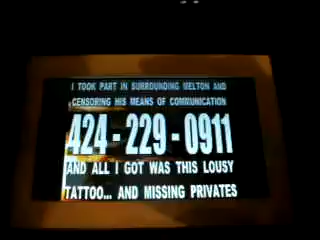 I TOOK PART IN SURROUNDING MELTON AND
CENSORING HIS MEANS OF COMMUNICATION
424-229-0911
AND ALL I GOT WAS THIS LOUSY
TATTOO... AND MISSING PRIVATES